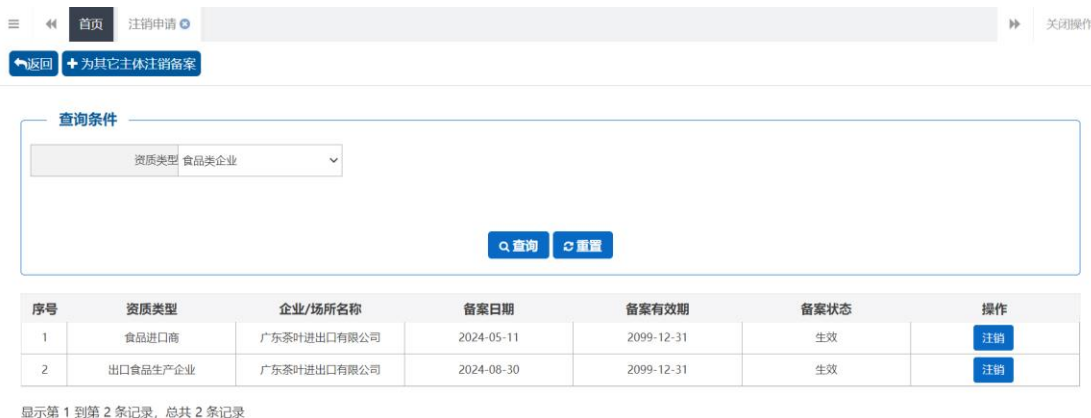 首页 注销申请 关闭操作
返回 为其它主体注销备案
查询条件
资质类型 食品类企业
查询 重置
序号 资质类型 企业/场所名称 备案日期 备案有效期 备案状态 操作
1 食品进口商 广东茶叶进出口有限公司 2024-05-11 2099-12-31 生效 注销
2 出口食品生产企业 广东茶叶进出口有限公司 2024-08-30 2099-12-31 生效 注销
显示第 1 到第 2 条记录，总共 2 条记录